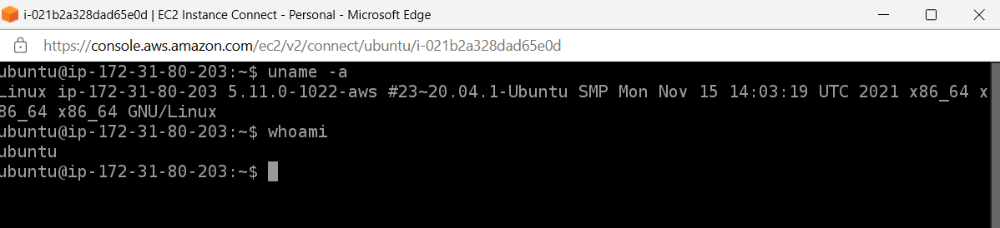 i-021b2a328dad65e0d | EC2 Instance Connect - Personal - Microsoft Edge
https://console.aws.amazon.com/ec2/v2/connect/ubuntu/i-021b2a328dad65e0d
ubuntu@ip-172-31-80-203:~$ uname -a
Linux ip-172-31-80-203 5.11.0-1022-aws #23~20.04.1-Ubuntu SMP Mon Nov 15 14:03:19 UTC 2021 x86_64 x
86_64 x86_64 GNU/Linux
ubuntu@ip-172-31-80-203:~$ whoami
ubuntu
ubuntu@ip-172-31-80-203:~$